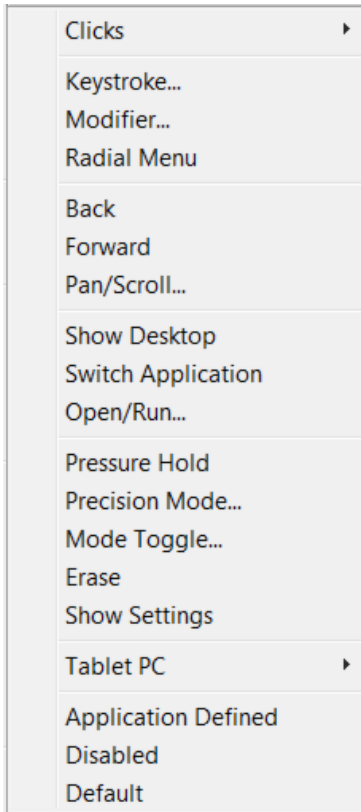 Clicks
Keystroke...
Modifier...
Radial Menu
Back
Forward
Pan/Scroll...
Show Desktop
Switch Application
Open/Run...
Pressure Hold
Precision Mode...
Mode Toggle...
Erase
Show Settings
Tablet PC
Application Defined
Disabled
Default